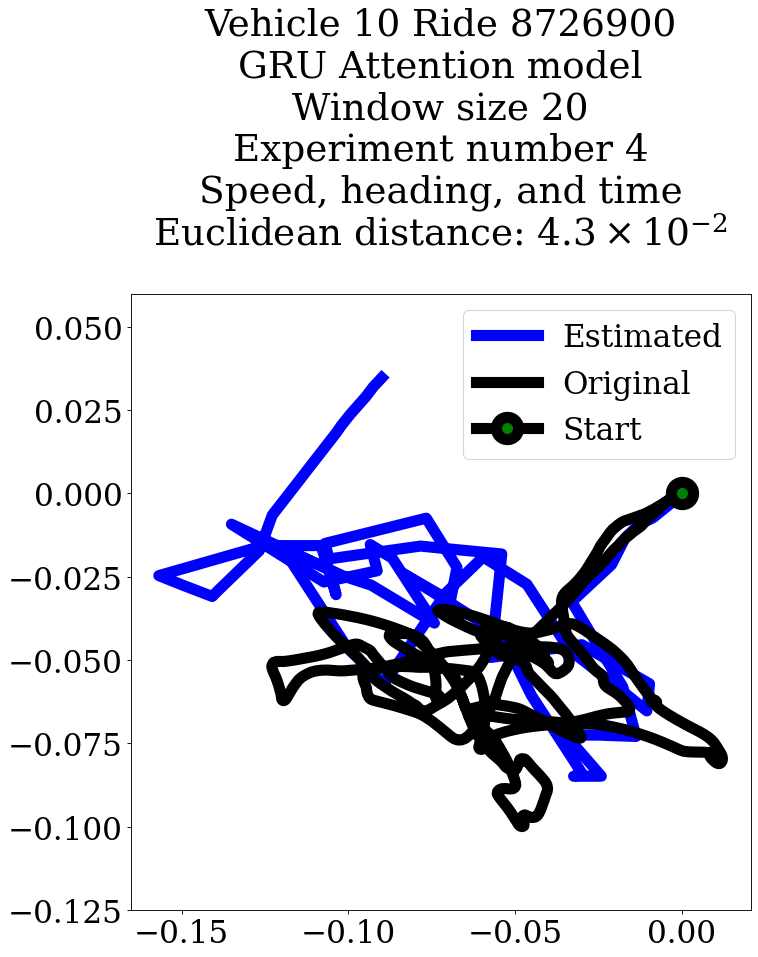 Vehicle 10 Ride 8726900
GRU Attention model
Window size 20
Experiment number 4
Speed, heading, and time
Euclidean distance: 4.3 × 10⁻²
Estimated
Original
Start
0.050
0.025
0.000
−0.025
−0.050
−0.075
−0.100
−0.125
−0.15 −0.10 −0.05 0.00